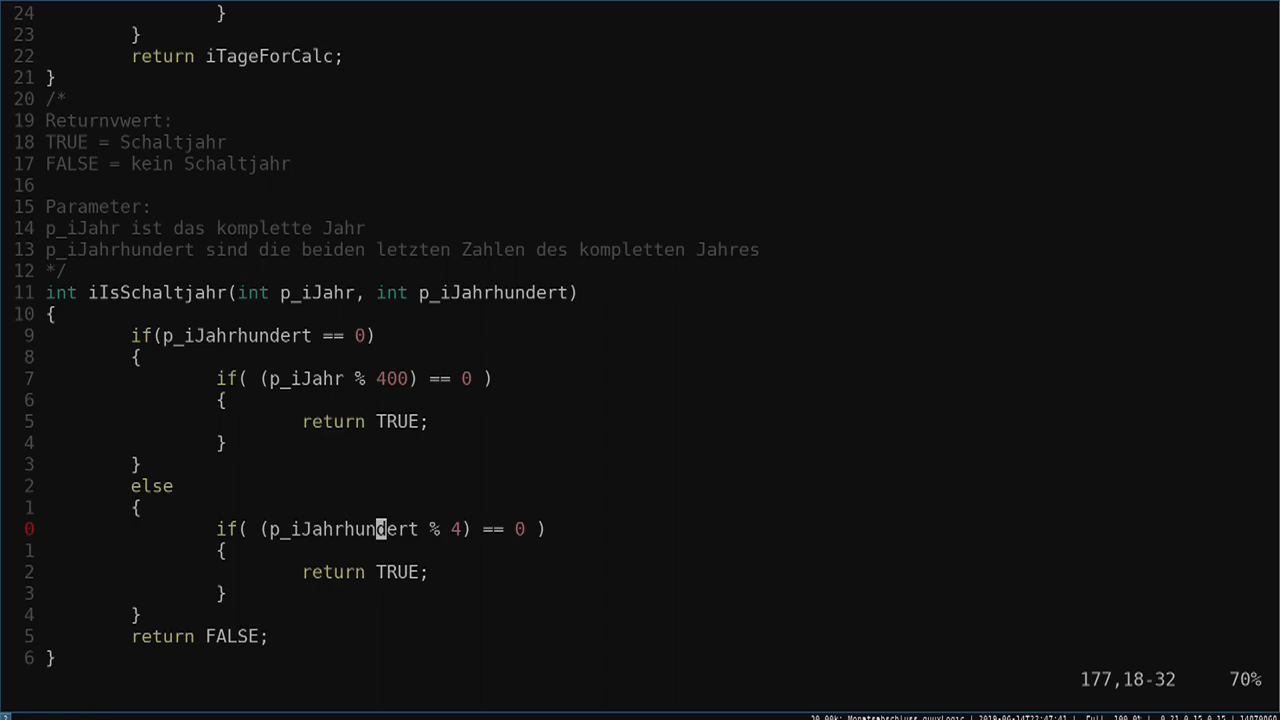 24 }
23 }
22 return iTageForCalc;
21 }
20 /*
19 Returnvwert:
18 TRUE = Schaltjahr
17 FALSE = kein Schaltjahr
16
15 Parameter:
14 p_iJahr ist das komplette Jahr
13 p_iJahrhundert sind die beiden letzten Zahlen des kompletten Jahres
12 */
11 int iIsSchaltjahr(int p_iJahr, int p_iJahrhundert)
10 {
9 if(p_iJahrhundert == 0)
8 {
7 if( (p_iJahr % 400) == 0 )
6 {
5 return TRUE;
4 }
3 }
2 else
1 {
0 if( (p_iJahrhundert % 4) == 0 )
1 {
2 return TRUE;
3 }
4 }
5 return FALSE;
6 }
177,18-32 70%